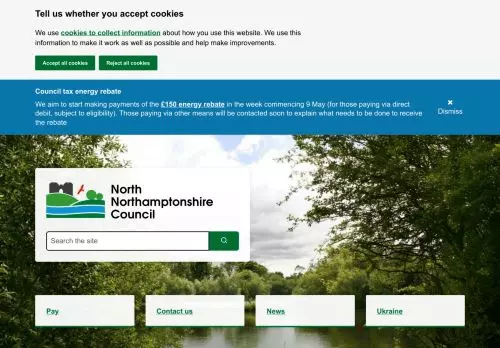 Tell us whether you accept cookies
We use cookies to collect information about how you use this website. We use
this information to make it work as well as possible and help make improvements.
Accept all cookies
Reject all cookies
Council tax energy rebate
We aim to start making payments of the £150 energy rebate in the week commencing 9 May (for those paying via direct
debit, subject to eligibility). Those paying via other means will be contacted soon to explain what needs to be done to receive
the rebate
× Dismiss
North
Northamptonshire
Council
Search the site
Pay
Contact us
News
Ukraine